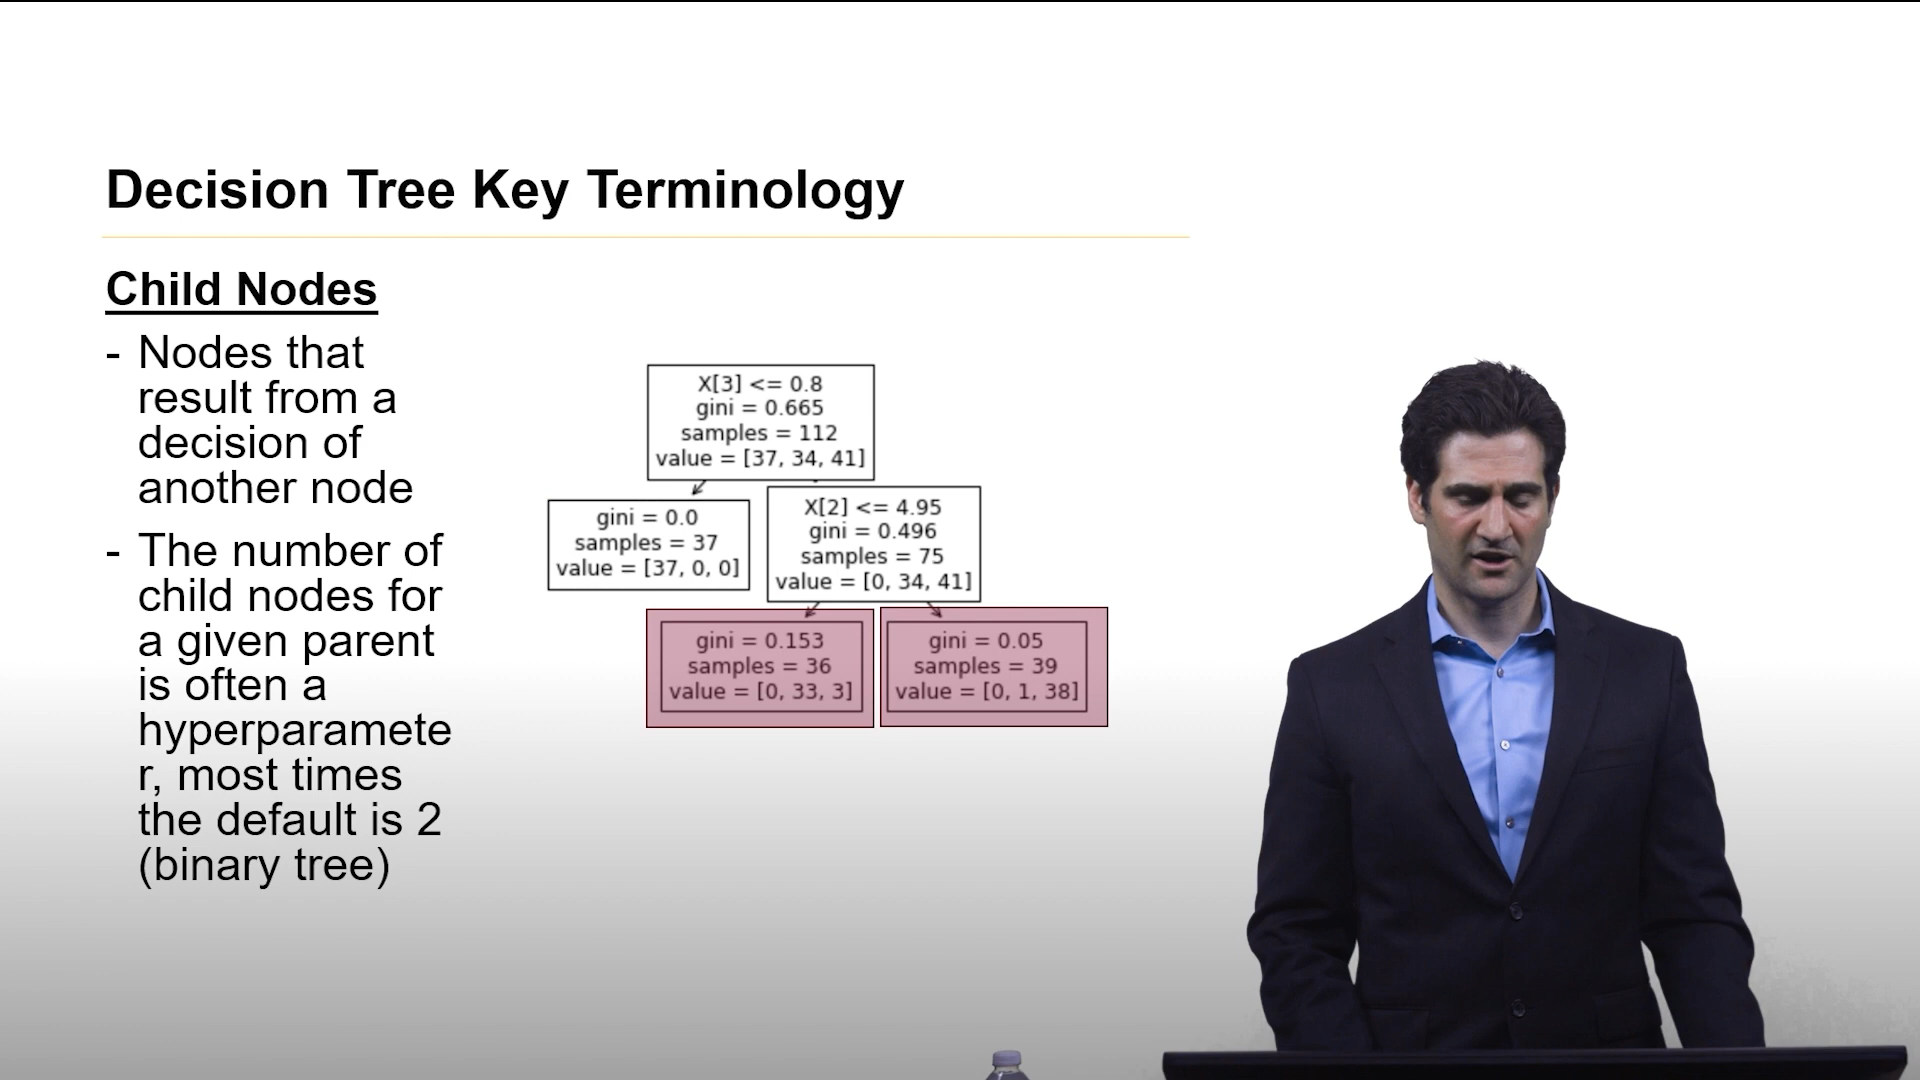 Decision Tree Key Terminology
Child Nodes
- Nodes that
result from a
decision of
another node
- The number of
child nodes for
a given parent
is often a
hyperparamete
r, most times
the default is 2
(binary tree)
X[3] <= 0.8
gini = 0.665
samples = 112
value = [37, 34, 41]
gini = 0.0
samples = 37
value = [37, 0, 0]
X[2] <= 4.95
gini = 0.496
samples = 75
value = [0, 34, 41]
gini = 0.153
samples = 36
value = [0, 33, 3]
gini = 0.05
samples = 39
value = [0, 1, 38]